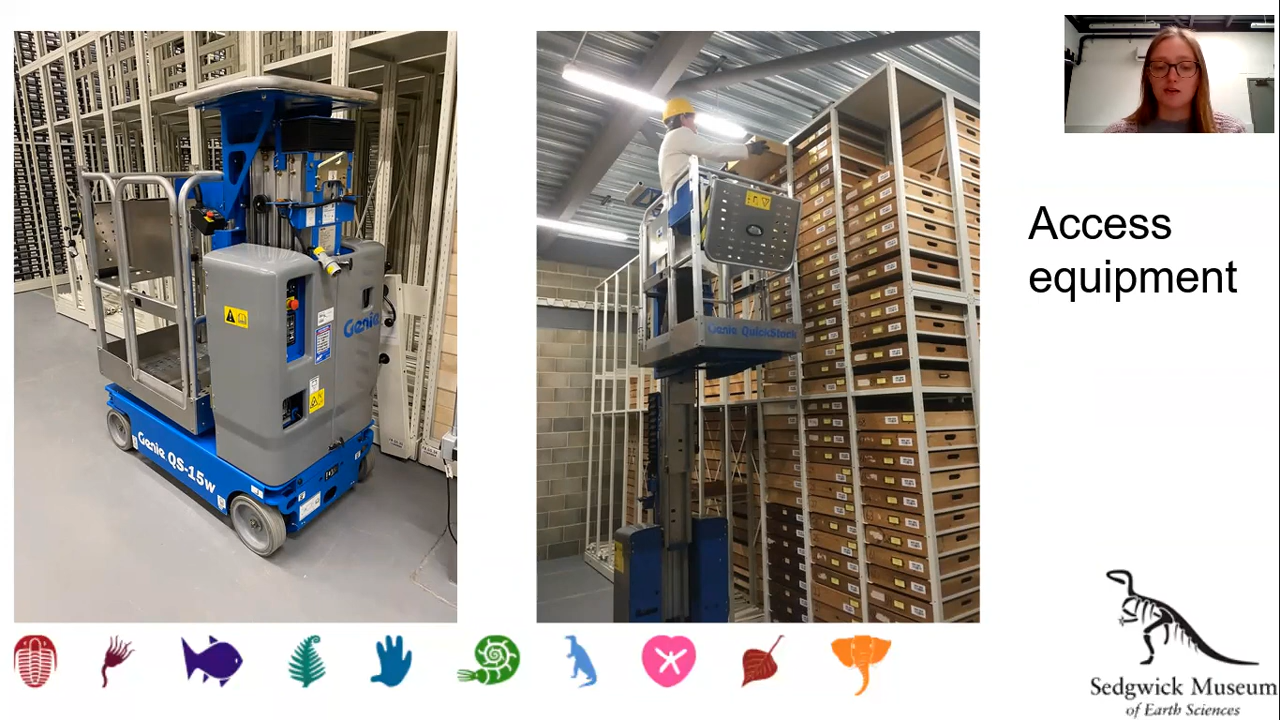 Genie
Genie QS-15w
Genie QuickStock
Access
equipment
Sedgwick Museum
of Earth Sciences